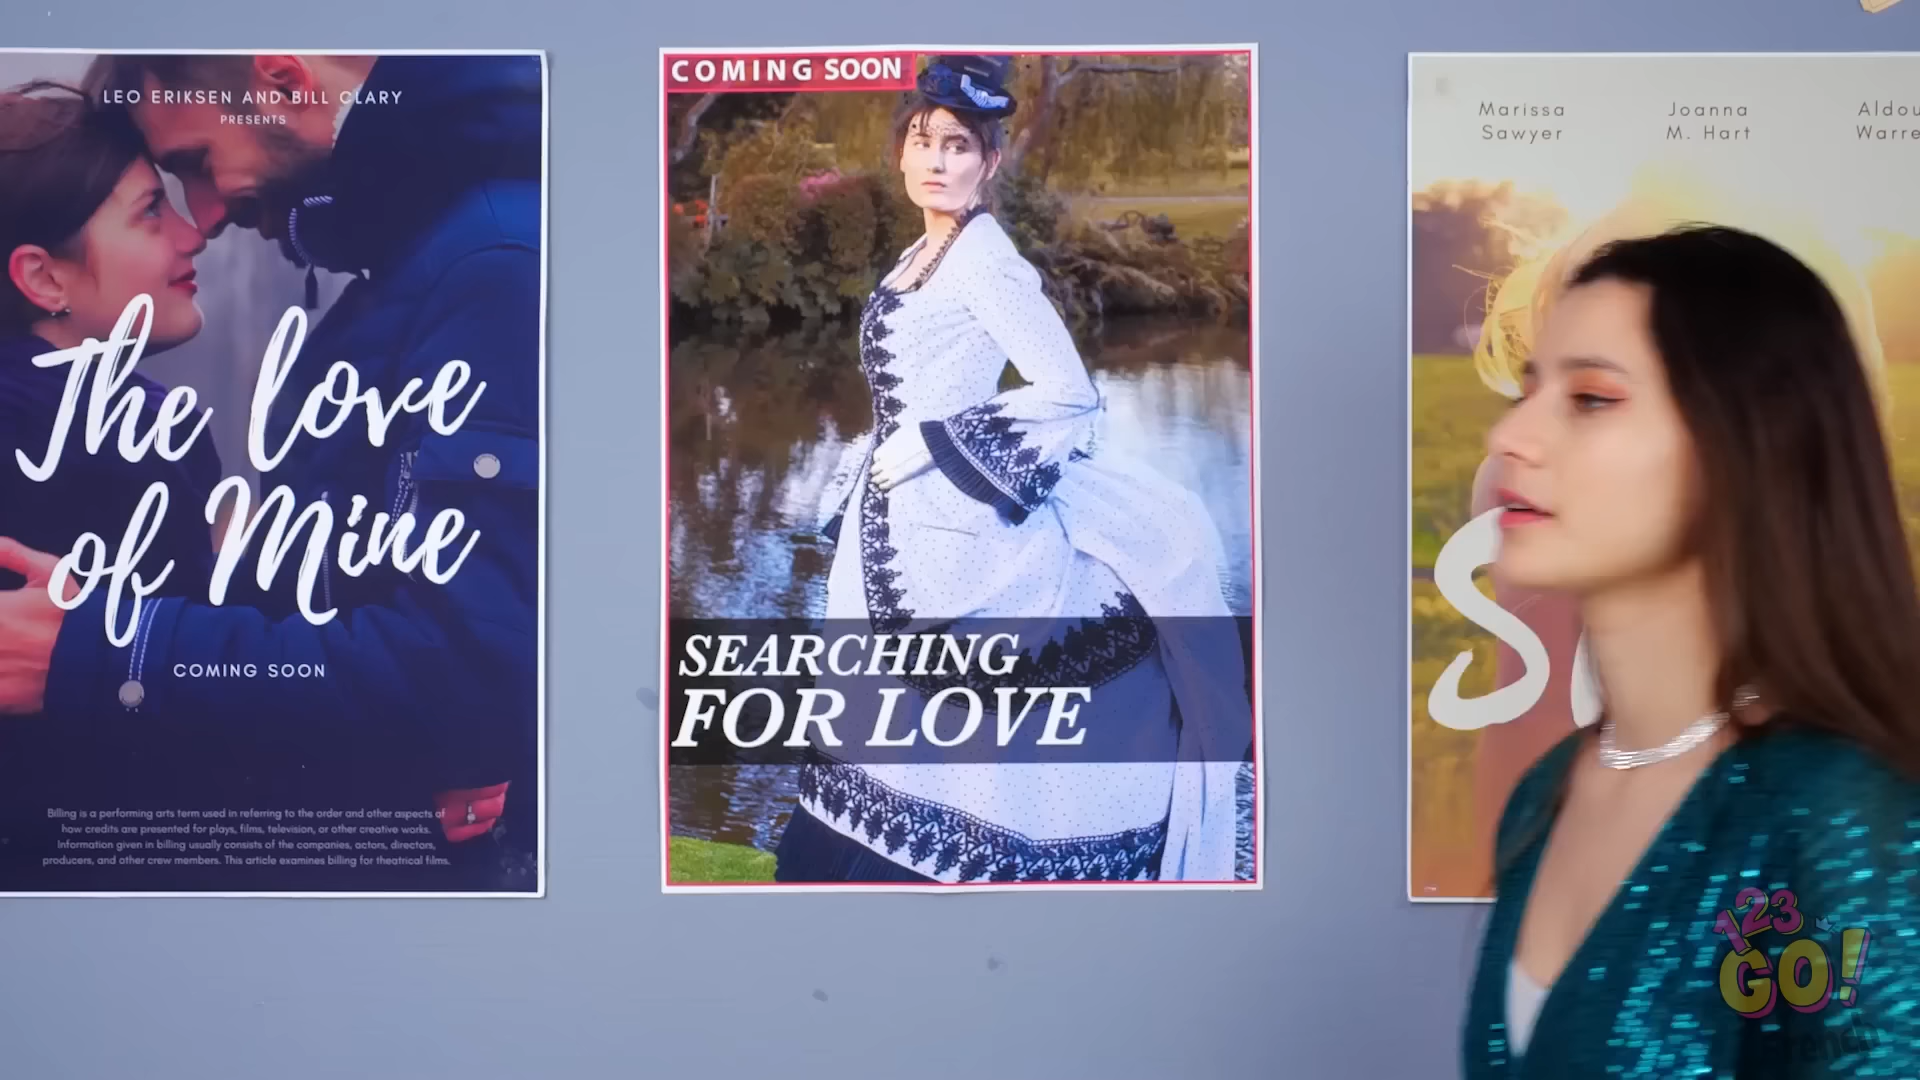 LEO ERIKSEN AND BILL CLARY
PRESENTS
The love
of Mine
COMING SOON
Billing is a performing arts term used in referring to the order and other aspects of
how credits are presented for plays, films, television, or other creative works.
Information given in billing usually consists of the companies, actors, directors,
producers, and other crew members. This article examines billing for theatrical films.
COMING SOON
SEARCHING
FOR LOVE
Marissa
Sawyer
Joanna
M. Hart
Aldou
Warre
S
123
GO!
French